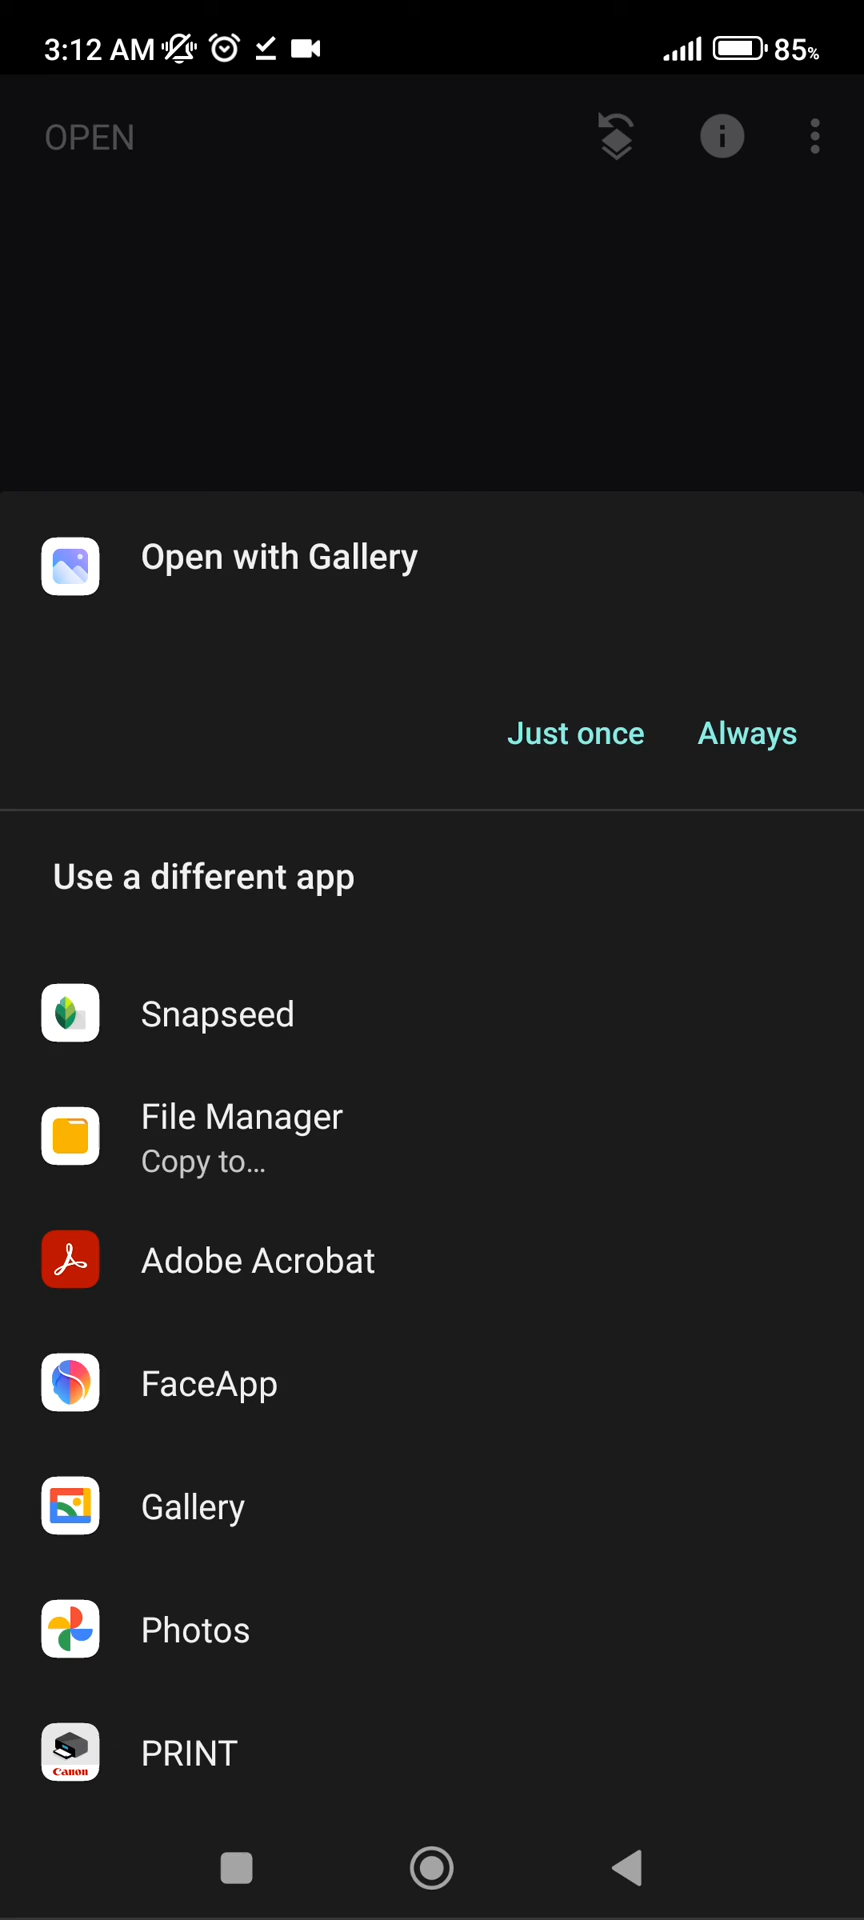 3:12 AM 85%
OPEN
Open with Gallery
Just once Always
Use a different app
Snapseed
File Manager
Copy to...
Adobe Acrobat
FaceApp
Gallery
Photos
Canon
PRINT